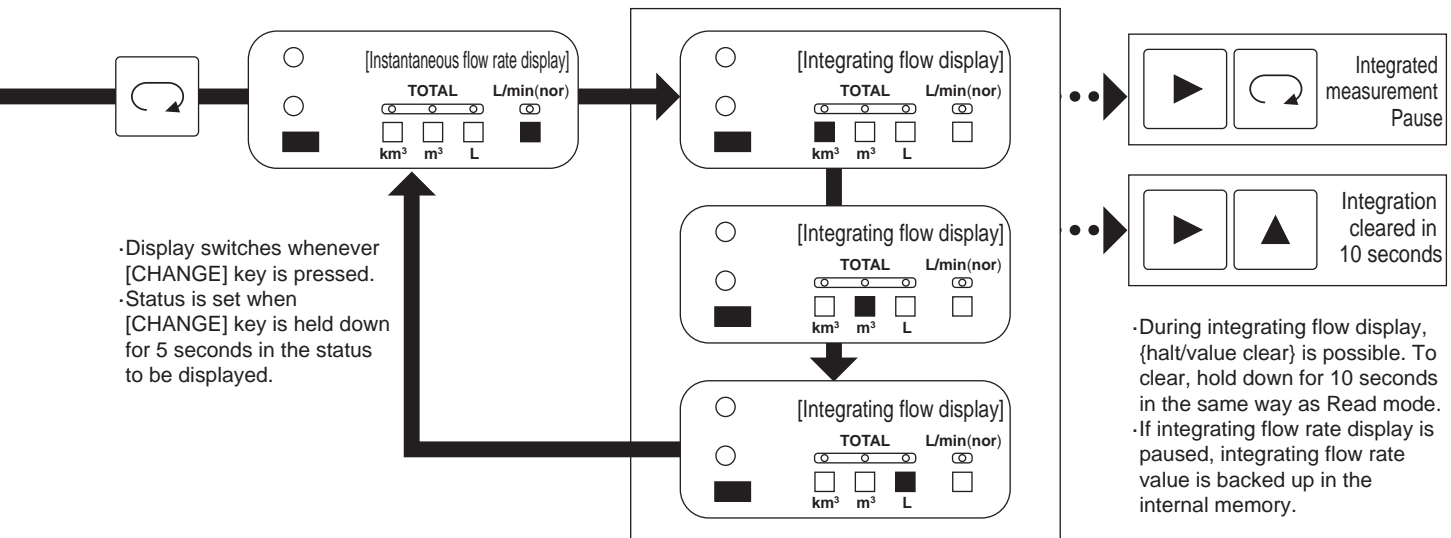 [Instantaneous flow rate display]
TOTAL L/min(nor)
km³ m³ L
·Display switches whenever
[CHANGE] key is pressed.
·Status is set when
[CHANGE] key is held down
for 5 seconds in the status
to be displayed.
[Integrating flow display]
TOTAL L/min(nor)
km³ m³ L
[Integrating flow display]
TOTAL L/min(nor)
km³ m³ L
[Integrating flow display]
TOTAL L/min(nor)
km³ m³ L
Integrated
measurement
Pause
Integration
cleared in
10 seconds
·During integrating flow display,
{halt/value clear} is possible. To
clear, hold down for 10 seconds
in the same way as Read mode.
·If integrating flow rate display is
paused, integrating flow rate
value is backed up in the
internal memory.